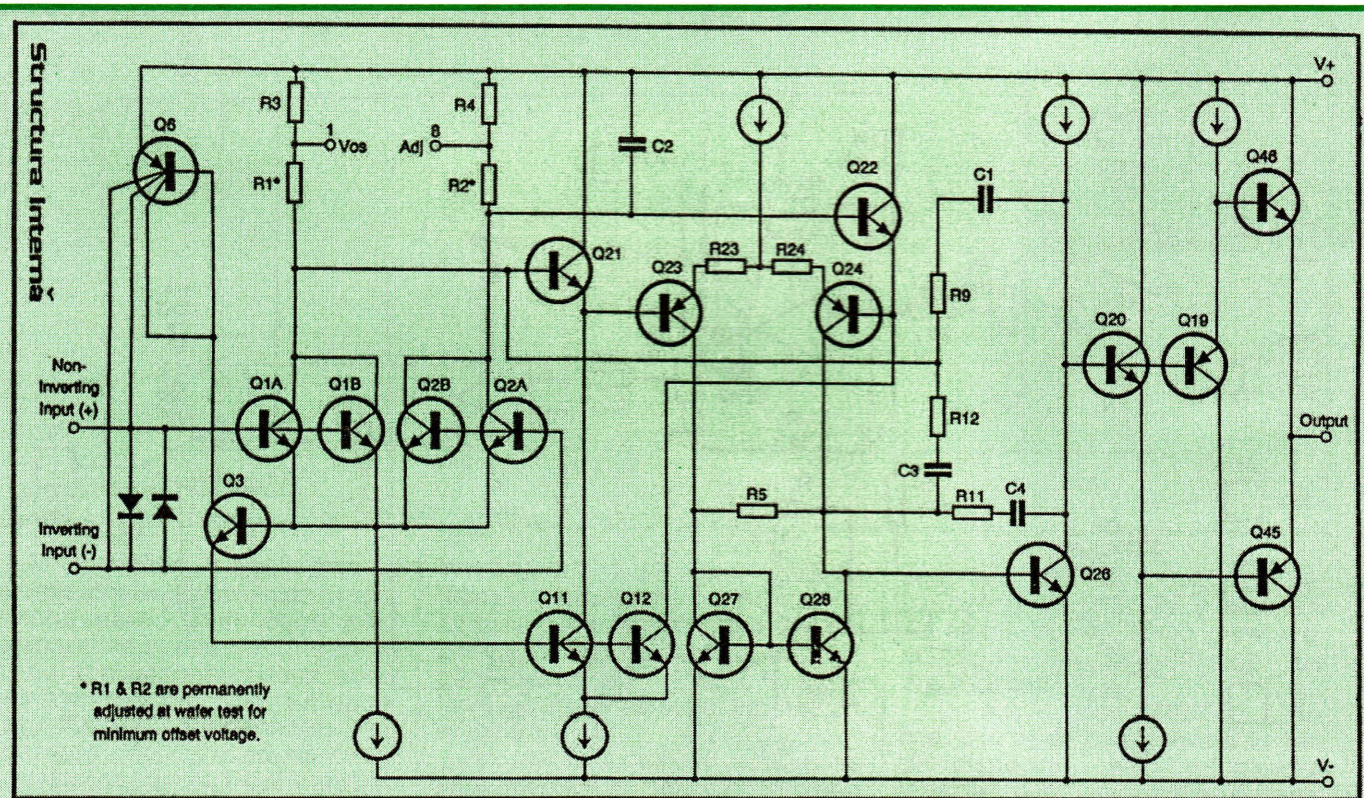 Structura Internă
V+
R3
R4
Q6
1
Vos
Adj
8
C2
Q22
Q46
R1*
R2*
C1
Q21
R23
R24
Q23
Q24
R9
Q20
Q19
Non-
Inverting
Input (+)
Q1A
Q1B
Q2B
Q2A
R12
Output
Q3
C3
R5
R11
C4
Inverting
Input (-)
Q45
Q26
Q11
Q12
Q27
Q28
* R1 & R2 are permanently
adjusted at wafer test for
minimum offset voltage.
V-